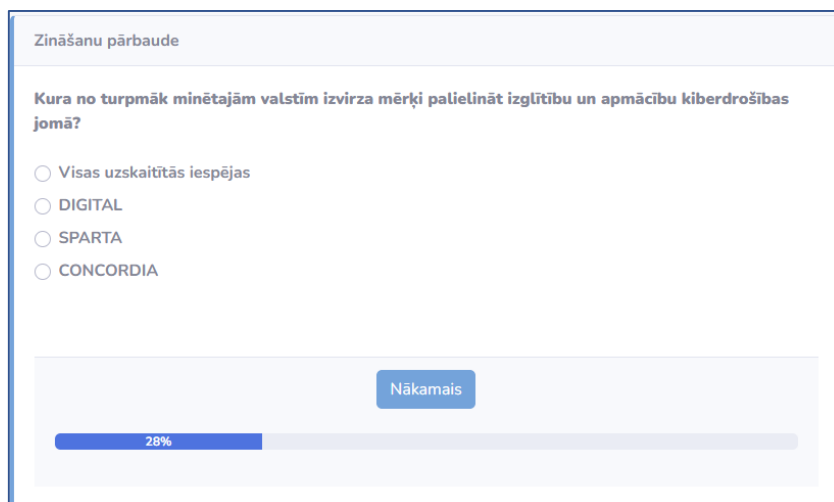 Zināšanu pārbaude
Kura no turpmāk minētajām valstīm izvirza mērķi palielināt izglītību un apmācību kiberdrošības
jomā?
Visas uzskaitītās iespējas
DIGITAL
SPARTA
CONCORDIA
Nākamais
28%